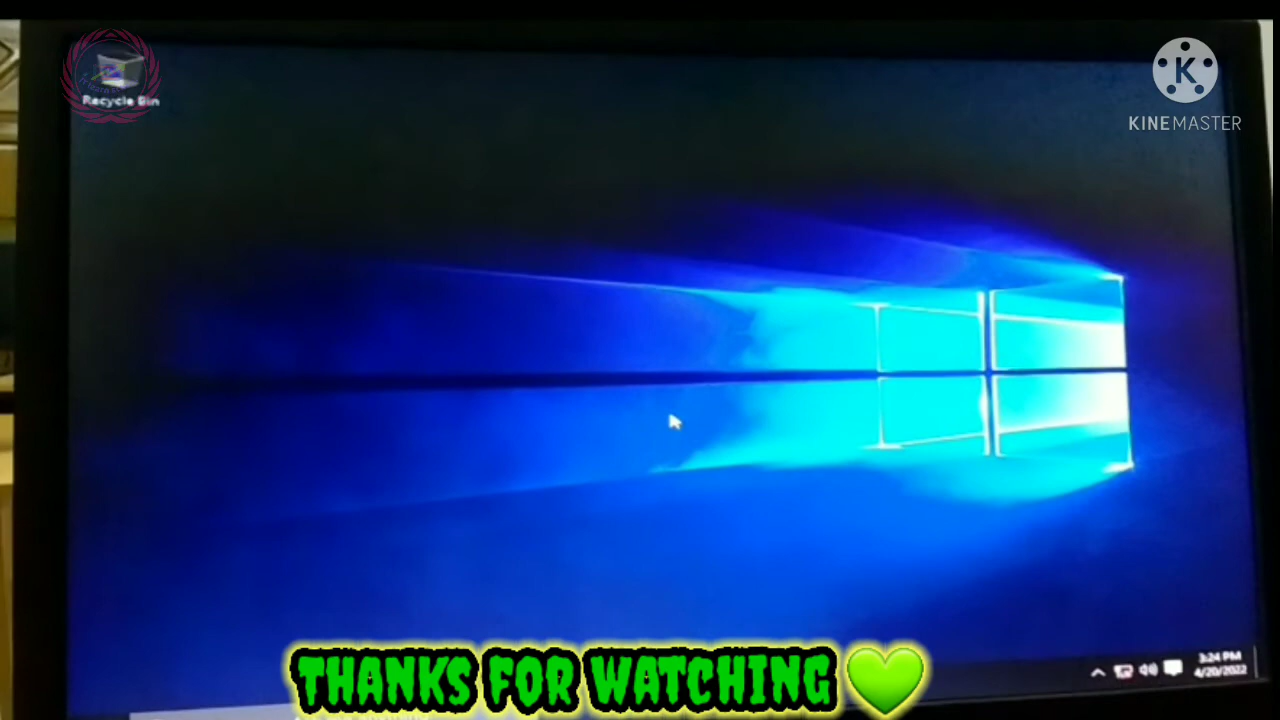 Recycle Bin
KINEMASTER
THANKS FOR WATCHING 💚
3:24 PM
4/20/2022